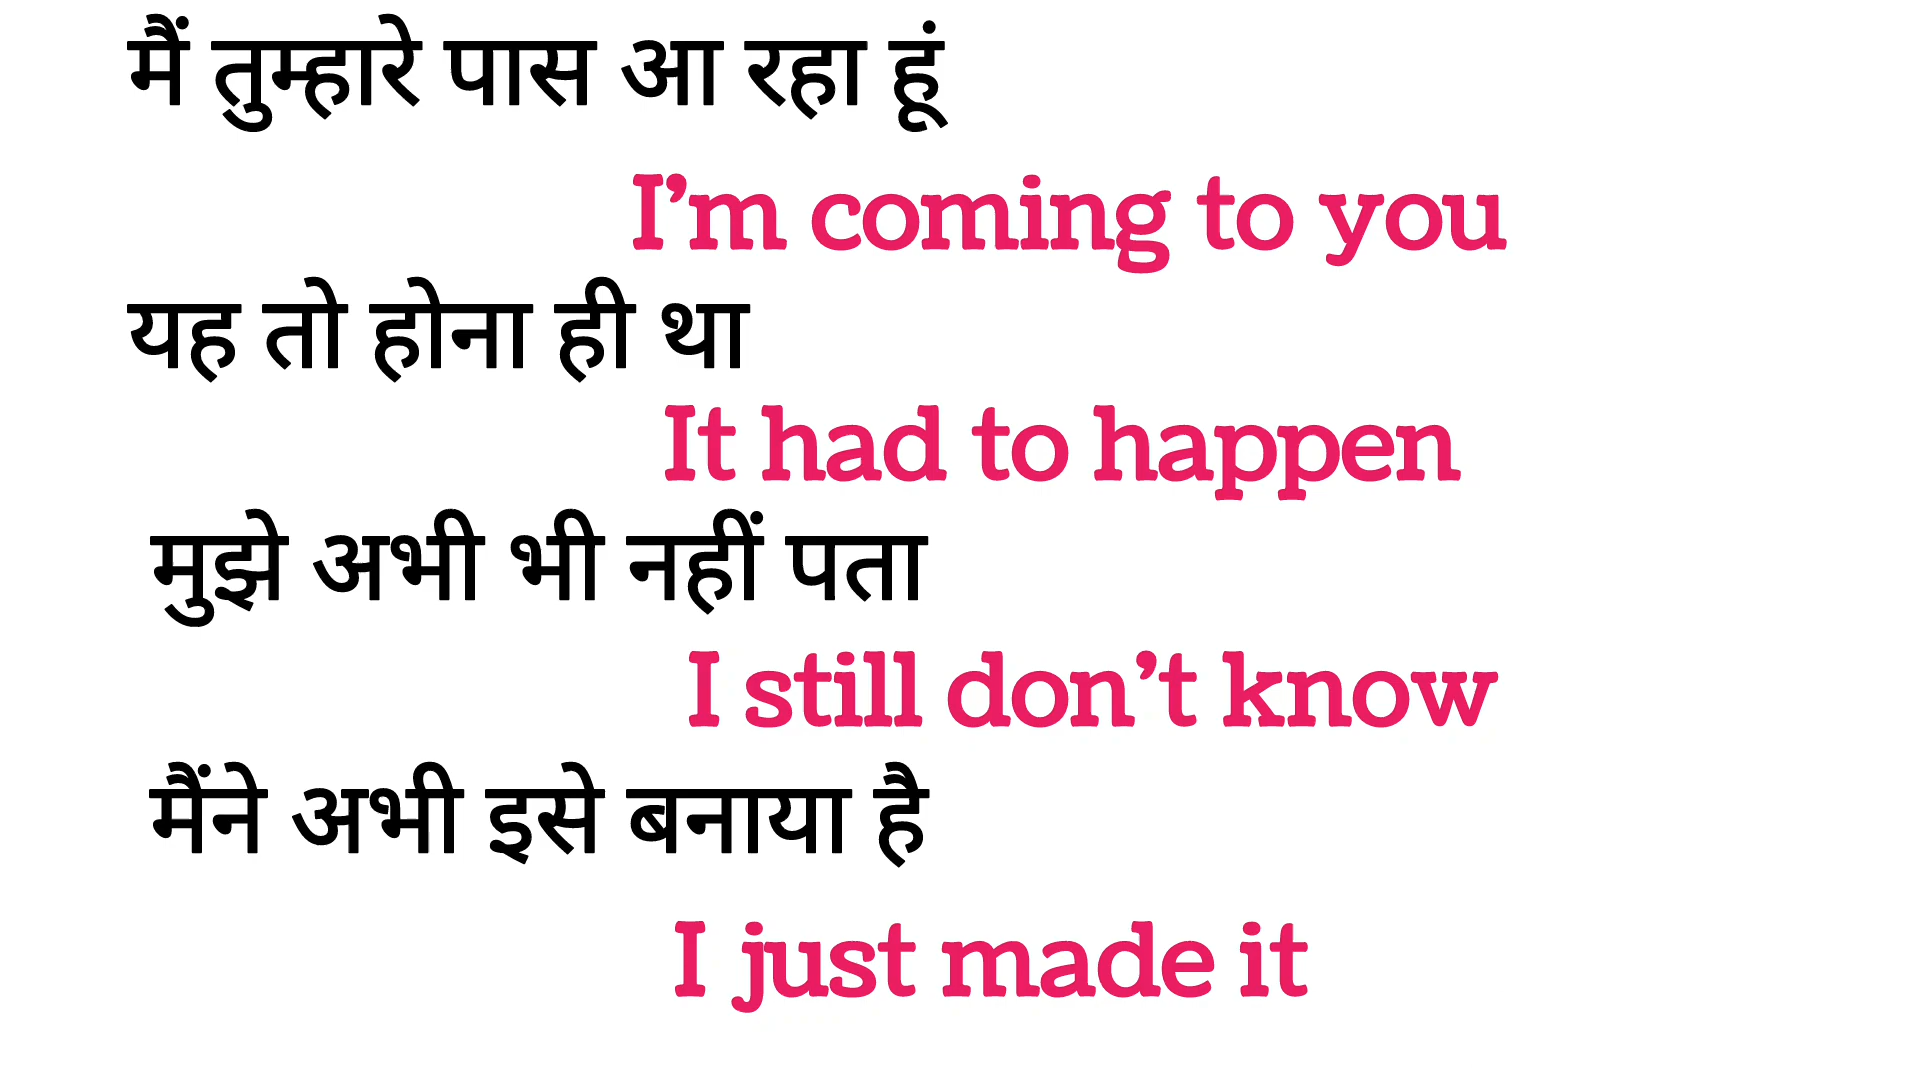 मैं तुम्हारे पास आ रहा हूं
I’m coming to you
यह तो होना ही था
It had to happen
मुझे अभी भी नहीं पता
I still don’t know
मैंने अभी इसे बनाया है
I just made it